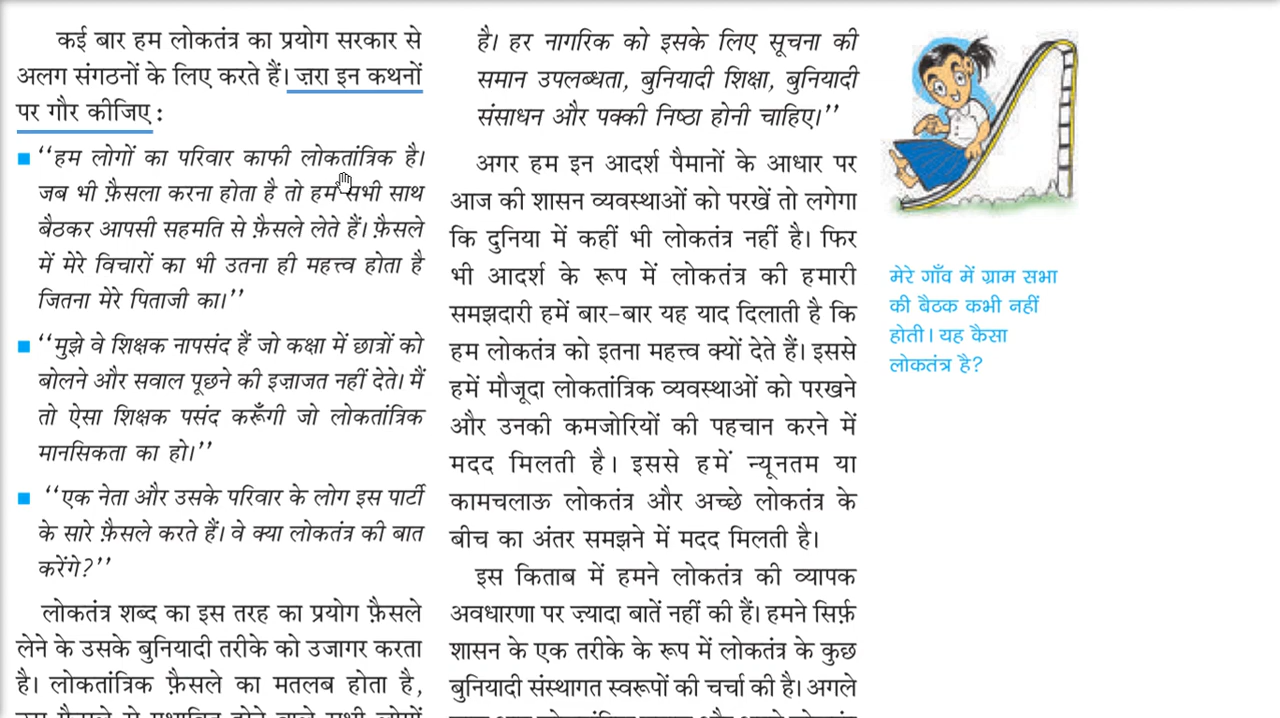 कई बार हम लोकतंत्र का प्रयोग सरकार से
अलग संगठनों के लिए करते हैं। ज़रा इन कथनों
पर गौर कीजिए :
■ ‘‘हम लोगों का परिवार काफी लोकतांत्रिक है।
जब भी फ़ैसला करना होता है तो हम सभी साथ
बैठकर आपसी सहमति से फ़ैसले लेते हैं। फ़ैसले
में मेरे विचारों का भी उतना ही महत्त्व होता है
जितना मेरे पिताजी का।’’
■ ‘‘मुझे वे शिक्षक नापसंद हैं जो कक्षा में छात्रों को
बोलने और सवाल पूछने की इज़ाजत नहीं देते। मैं
तो ऐसा शिक्षक पसंद करूँगी जो लोकतांत्रिक
मानसिकता का हो।’’
■ ‘‘एक नेता और उसके परिवार के लोग इस पार्टी
के सारे फ़ैसले करते हैं। वे क्या लोकतंत्र की बात
करेंगे?’’
लोकतंत्र शब्द का इस तरह का प्रयोग फ़ैसले
लेने के उसके बुनियादी तरीके को उजागर करता
है। लोकतांत्रिक फ़ैसले का मतलब होता है,
है। हर नागरिक को इसके लिए सूचना की
समान उपलब्धता, बुनियादी शिक्षा, बुनियादी
संसाधन और पक्की निष्ठा होनी चाहिए।’’
अगर हम इन आदर्श पैमानों के आधार पर
आज की शासन व्यवस्थाओं को परखें तो लगेगा
कि दुनिया में कहीं भी लोकतंत्र नहीं है। फिर
भी आदर्श के रूप में लोकतंत्र की हमारी
समझदारी हमें बार-बार यह याद दिलाती है कि
हम लोकतंत्र को इतना महत्त्व क्यों देते हैं। इससे
हमें मौजूदा लोकतांत्रिक व्यवस्थाओं को परखने
और उनकी कमजोरियों की पहचान करने में
मदद मिलती है। इससे हमें न्यूनतम या
कामचलाऊ लोकतंत्र और अच्छे लोकतंत्र के
बीच का अंतर समझने में मदद मिलती है।
इस किताब में हमने लोकतंत्र की व्यापक
अवधारणा पर ज़्यादा बातें नहीं की हैं। हमने सिर्फ़
शासन के एक तरीके के रूप में लोकतंत्र के कुछ
बुनियादी संस्थागत स्वरूपों की चर्चा की है। अगले
मेरे गाँव में ग्राम सभा
की बैठक कभी नहीं
होती। यह कैसा
लोकतंत्र है?